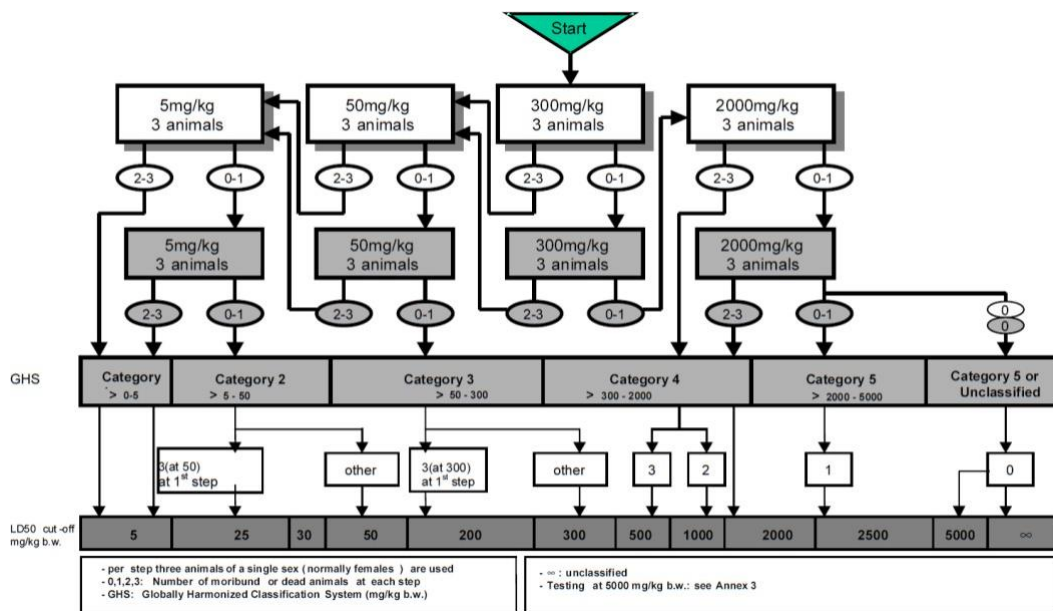 Start
5mg/kg
3 animals
50mg/kg
3 animals
300mg/kg
3 animals
2000mg/kg
3 animals
2-3
0-1
2-3
0-1
2-3
0-1
2-3
0-1
5mg/kg
3 animals
50mg/kg
3 animals
300mg/kg
3 animals
2000mg/kg
3 animals
2-3
0-1
2-3
0-1
2-3
0-1
2-3
0-1
0
0
GHS
Category
> 0-5
Category 2
> 5 - 50
Category 3
> 50 - 300
Category 4
> 300 - 2000
Category 5
> 2000 - 5000
Category 5 or
Unclassified
3(at 50)
at 1st step
other
3(at 300)
at 1st step
other
3
2
1
0
LD50 cut-off
mg/kg b.w.
5
25
30
50
200
300
500
1000
2000
2500
5000
∞
- per step three animals of a single sex (normally females ) are used
- 0,1,2,3: Number of moribund or dead animals at each step
- GHS: Globally Harmonized Classification System (mg/kg b.w.)
- ∞ : unclassified
- Testing at 5000 mg/kg b.w.: see Annex 3